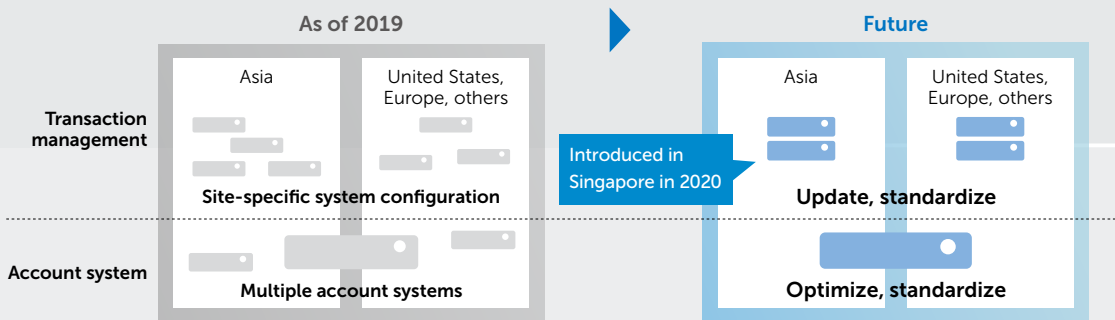 As of 2019
Future
Asia
United States,
Europe, others
Asia
United States,
Europe, others
Transaction
management
Introduced in
Singapore in 2020
Site-specific system configuration
Update, standardize
Account system
Multiple account systems
Optimize, standardize